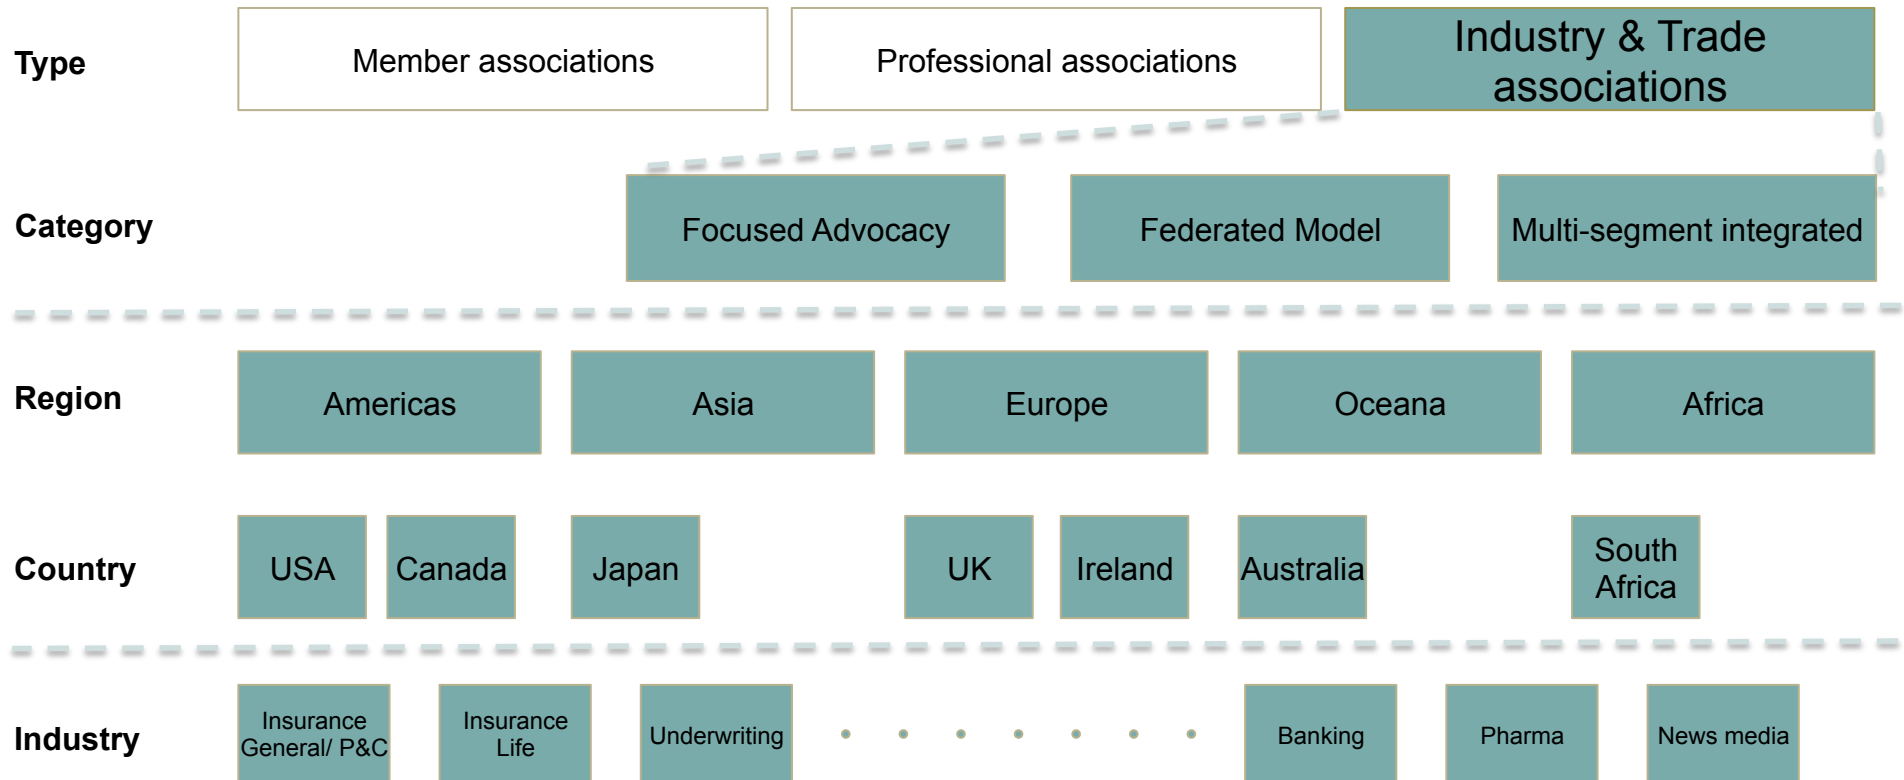 Type
Member associations
Professional associations
Industry & Trade
associations
Category
Focused Advocacy
Federated Model
Multi-segment integrated
Region
Americas
Asia
Europe
Oceana
Africa
Country
USA
Canada
Japan
UK
Ireland
Australia
South
Africa
Industry
Insurance
General/ P&C
Insurance
Life
Underwriting
Banking
Pharma
News media